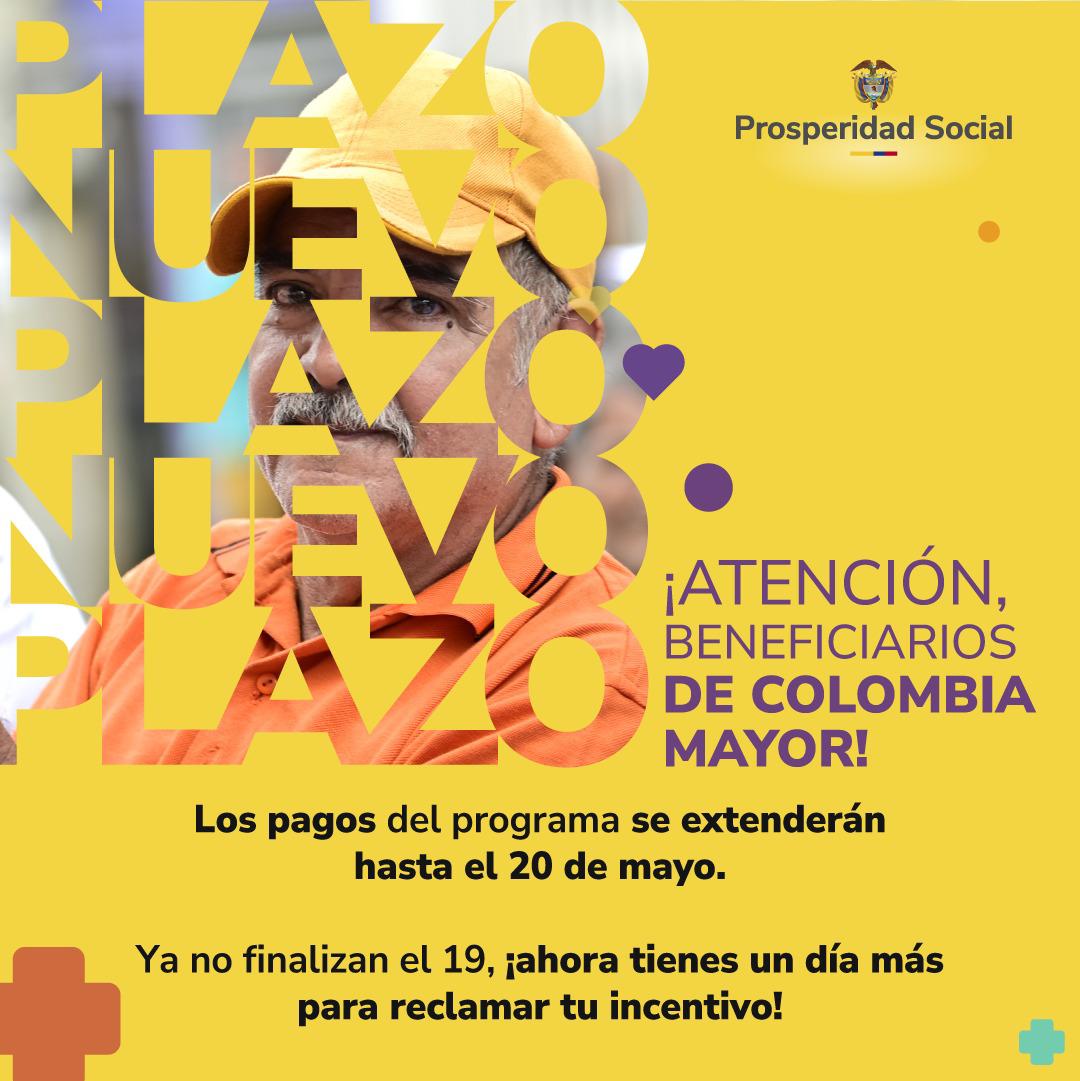 PLAZO
NUEVO
PLAZO
NUEVO
PLAZO
Prosperidad Social
¡ATENCIÓN,
BENEFICIARIOS
DE COLOMBIA
MAYOR!
Los pagos del programa se extenderán
hasta el 20 de mayo.
Ya no finalizan el 19, ¡ahora tienes un día más
para reclamar tu incentivo!